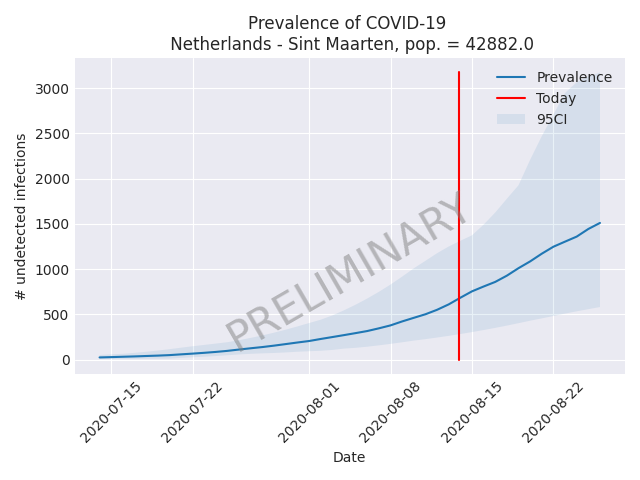 Prevalence of COVID-19
Netherlands - Sint Maarten, pop. = 42882.0
Prevalence
Today
95CI
PRELIMINARY
# undetected infections
3000
2500
2000
1500
1000
500
0
2020-07-15
2020-07-22
2020-08-01
2020-08-08
2020-08-15
2020-08-22
Date